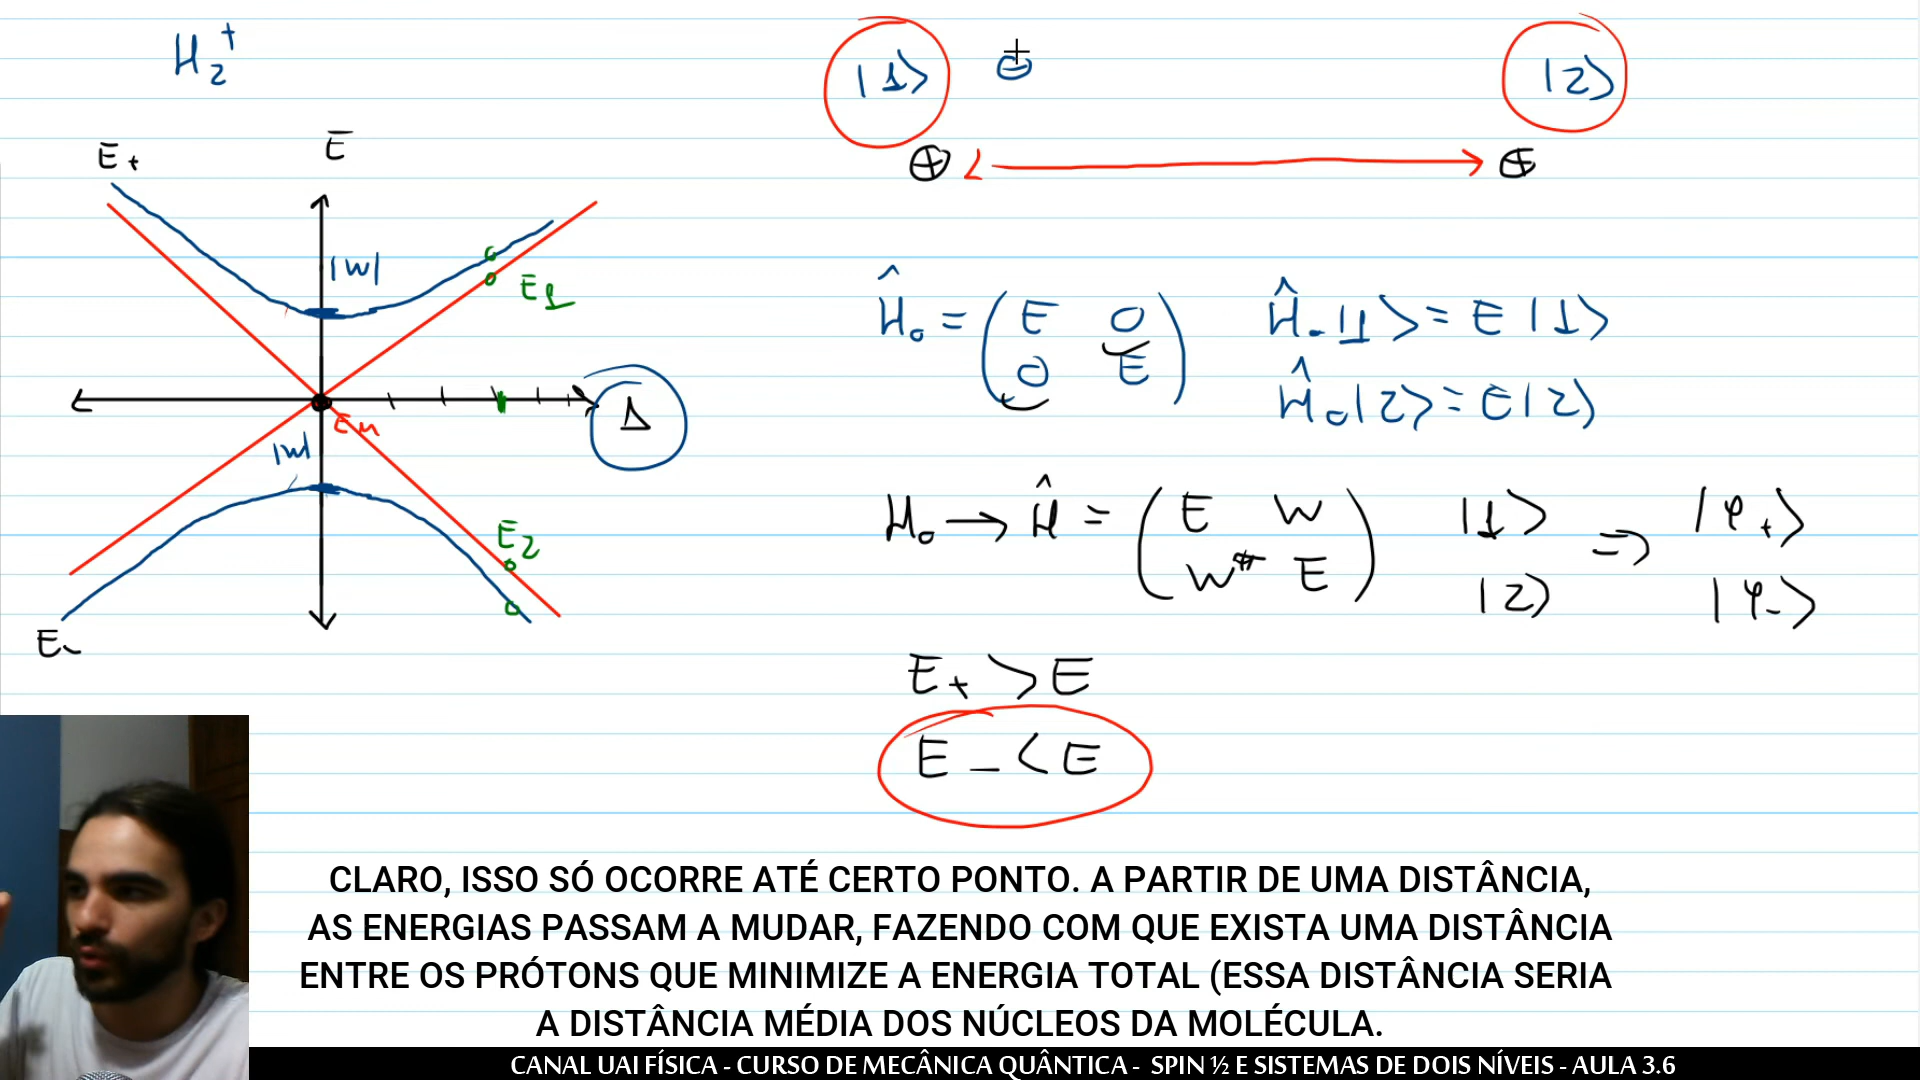 H₂⁺
|1⟩ ⊖ |2⟩
⊕ ⊕
E₊ E
|W|
E₁
Δ
E_M
|W|
E₂
E₋
Ĥ₀ = (E 0
0 E)
Ĥ₀|1⟩ = E|1⟩
Ĥ₀|2⟩ = E|2⟩
H₀ → Ĥ = (E W
W* E)
|1⟩ ⇒ |φ₊⟩
|2⟩ |φ₋⟩
E₊ > E
E₋ < E
CLARO, ISSO SÓ OCORRE ATÉ CERTO PONTO. A PARTIR DE UMA DISTÂNCIA,
AS ENERGIAS PASSAM A MUDAR, FAZENDO COM QUE EXISTA UMA DISTÂNCIA
ENTRE OS PRÓTONS QUE MINIMIZE A ENERGIA TOTAL (ESSA DISTÂNCIA SERIA
A DISTÂNCIA MÉDIA DOS NÚCLEOS DA MOLÉCULA.
CANAL UAI FÍSICA - CURSO DE MECÂNICA QUÂNTICA - SPIN ½ E SISTEMAS DE DOIS NÍVEIS - AULA 3.6